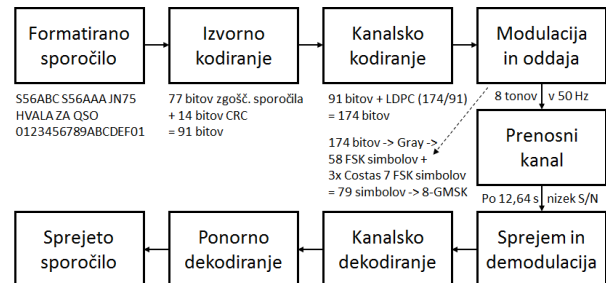 Formatirano
sporočilo
Izvorno
kodiranje
Kanalsko
kodiranje
Modulacija
in oddaja
S56ABC S56AAA JN75
HVALA ZA QSO
0123456789ABCDEF01
77 bitov zgošč. sporočila
+ 14 bitov CRC
= 91 bitov
91 bitov + LDPC (174/91)
= 174 bitov
174 bitov -> Gray ->
58 FSK simbolov +
3x Costas 7 FSK simbolov
= 79 simbolov -> 8-GMSK
8 tonov v 50 Hz
Prenosni
kanal
Po 12,64 s nizek S/N
Sprejeto
sporočilo
Ponorno
dekodiranje
Kanalsko
dekodiranje
Sprejem in
demodulacija